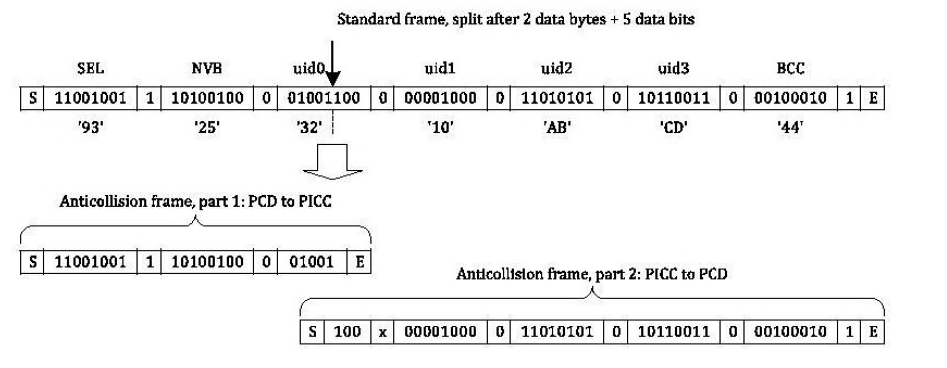 Standard frame, split after 2 data bytes + 5 data bits
SEL NVB uid0 uid1 uid2 uid3 BCC
S 11001001 1 10100100 0 01001100 0 00001000 0 11010101 0 10110011 0 00100010 1 E
'93' '25' '32' '10' 'AB' 'CD' '44'
Anticollision frame, part 1: PCD to PICC
S 11001001 1 10100100 0 01001 E
Anticollision frame, part 2: PICC to PCD
S 100 x 00001000 0 11010101 0 10110011 0 00100010 1 E